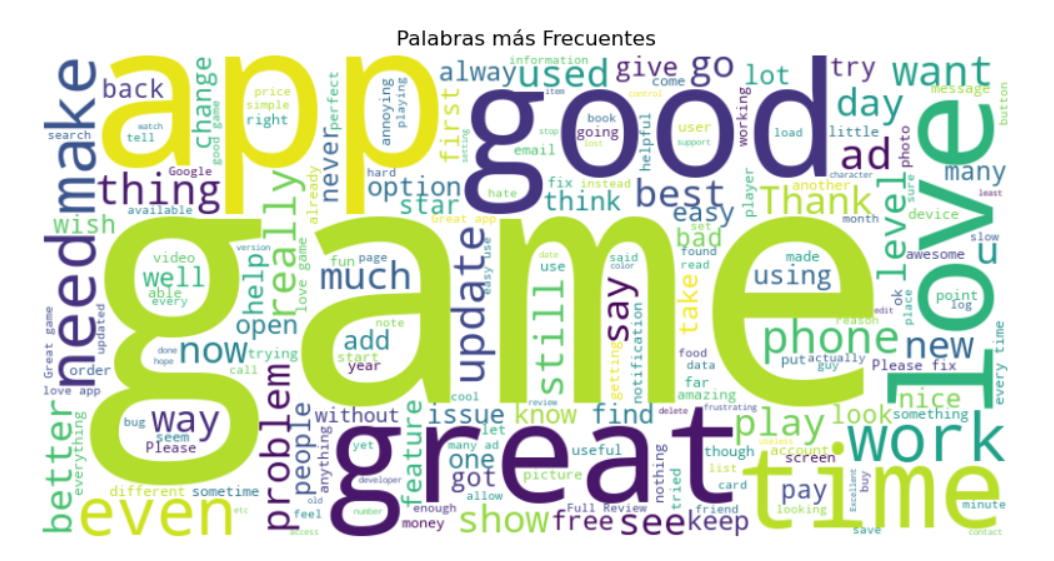 Palabras más Frecuentes
make
app
good
love
game
great
time
need
work
used
give
go
lot
try
want
back
alway
Change
first
day
message
button
information
come
item
control
price
simple
right
perfect
annoying
playing
search
match
tell
good game
Google
thing
available
really
never
already
hard
option
star
stop
book
going
email
hate
fix
instead
think
helpful
user
support
lost
best
easy
working
load
little
ad
photo
character
many
sure
least
wish
setting
Great app
player
Thank
another
month
level
device
u
slow
bad
set
video
version
well
able
every
help
fun
page
love game
much
update
easy use
date
use
said
color
still
say
found
read
take
using
made
phone
awesome
ok
place
point
log
edit
new
Great game
updated
done
hope
now
open
trying
call
note
add
start
year
cool
review
notification
getting
food
data
far
amazing
put
actually
guy
reason
Please fix
every time
order
love app
everything
better
bug
way
seem
Please
problem
people
without
issue
know
find
delete
frustrating
play
look
nice
something
anything
yet
feature
many ad
let
one
got
useful
picture
nothing
tried
though
list
useless
account
screen
card
pay
looking
Excellent
buy
even
different
sometime
etc
old
feel
access
developer
number
enough
money
allow
show
Full Review
free
see
friend
keep
save
minute
contact